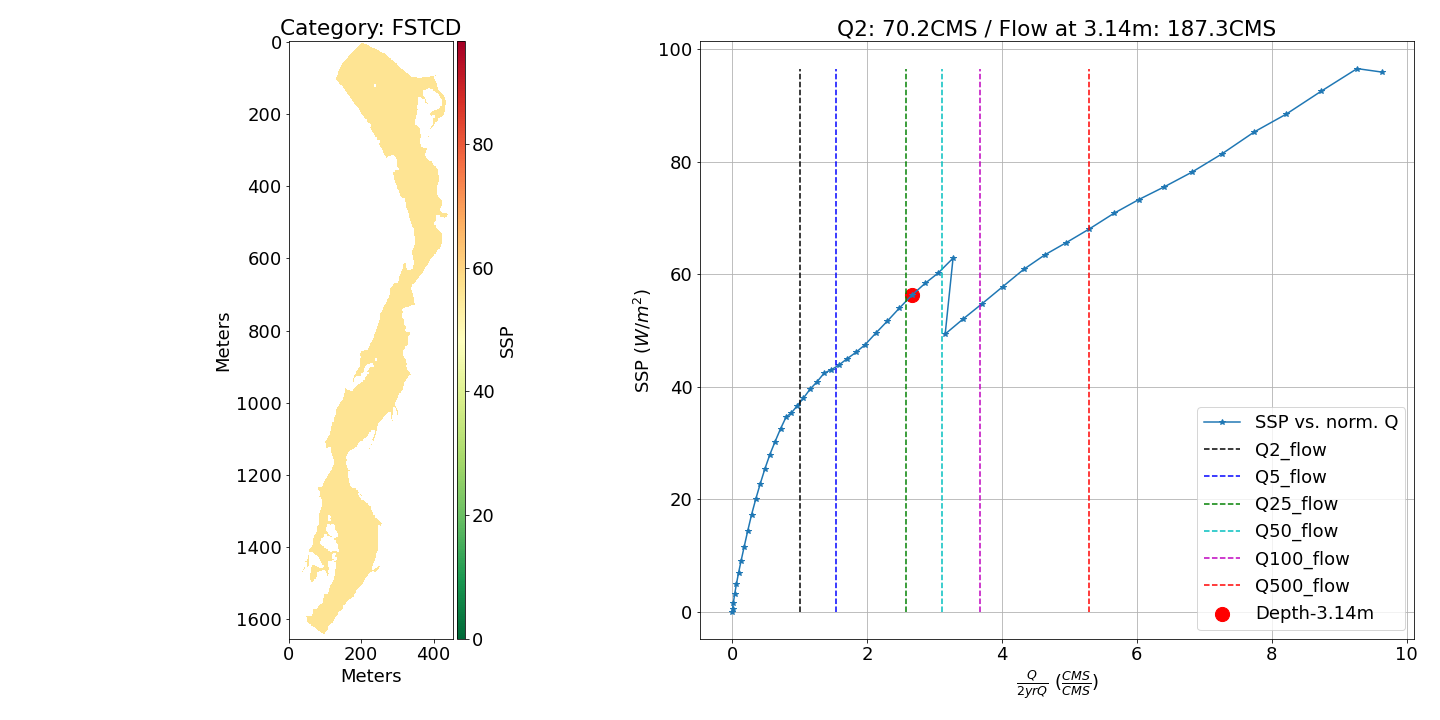 Category: FSTCD
0
200
400
600
800
1000
1200
1400
1600
Meters
0 200 400
Meters
80
60
40
20
0
SSP
Q2: 70.2CMS / Flow at 3.14m: 187.3CMS
100
80
60
40
20
0
SSP (W/m²)
0 2 4 6 8 10
Q/2yrQ (CMS/CMS)
SSP vs. norm. Q
Q2_flow
Q5_flow
Q25_flow
Q50_flow
Q100_flow
Q500_flow
Depth-3.14m